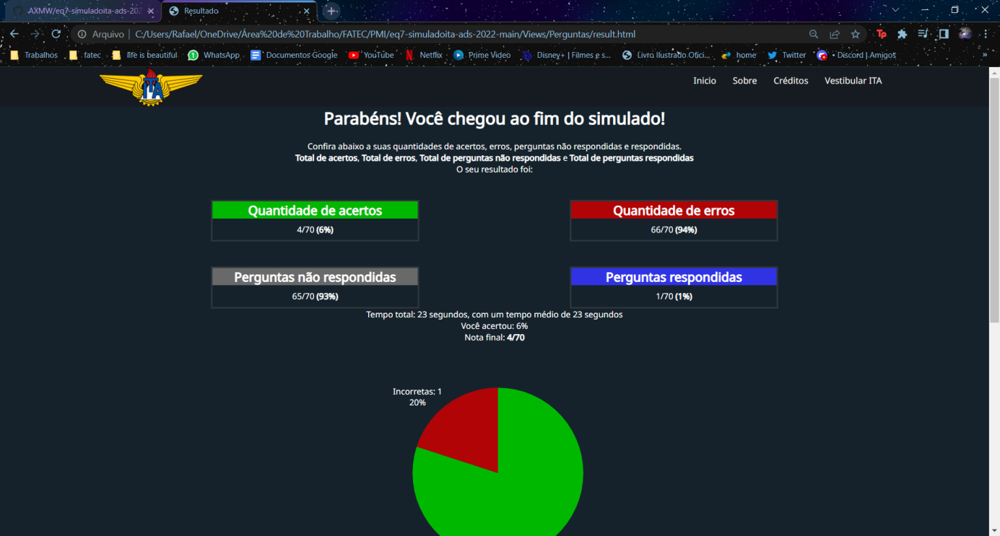 AXMW/eq7-simuladoita-ads-202
Resultado
Arquivo | C:/Users/Rafael/OneDrive/Área%20de%20Trabalho/FATEC/PMI/eq7-simuladoita-ads-2022-main/Views/Perguntas/result.html
Trabalhos fatec life is beautiful WhatsApp Documentos Google YouTube Netflix Prime Video Disney+ | Filmes e s... Livro Ilustrado Ofici... home Twitter • Discord | Amigos »
ITA
Inicio Sobre Créditos Vestibular ITA
Parabéns! Você chegou ao fim do simulado!
Confira abaixo a suas quantidades de acertos, erros, perguntas não respondidas e respondidas.
Total de acertos, Total de erros, Total de perguntas não respondidas e Total de perguntas respondidas
O seu resultado foi:
Quantidade de acertos
4/70 (6%)
Quantidade de erros
66/70 (94%)
Perguntas não respondidas
65/70 (93%)
Perguntas respondidas
1/70 (1%)
Tempo total: 23 segundos, com um tempo médio de 23 segundos
Você acertou: 6%
Nota final: 4/70
Incorretas: 1
20%